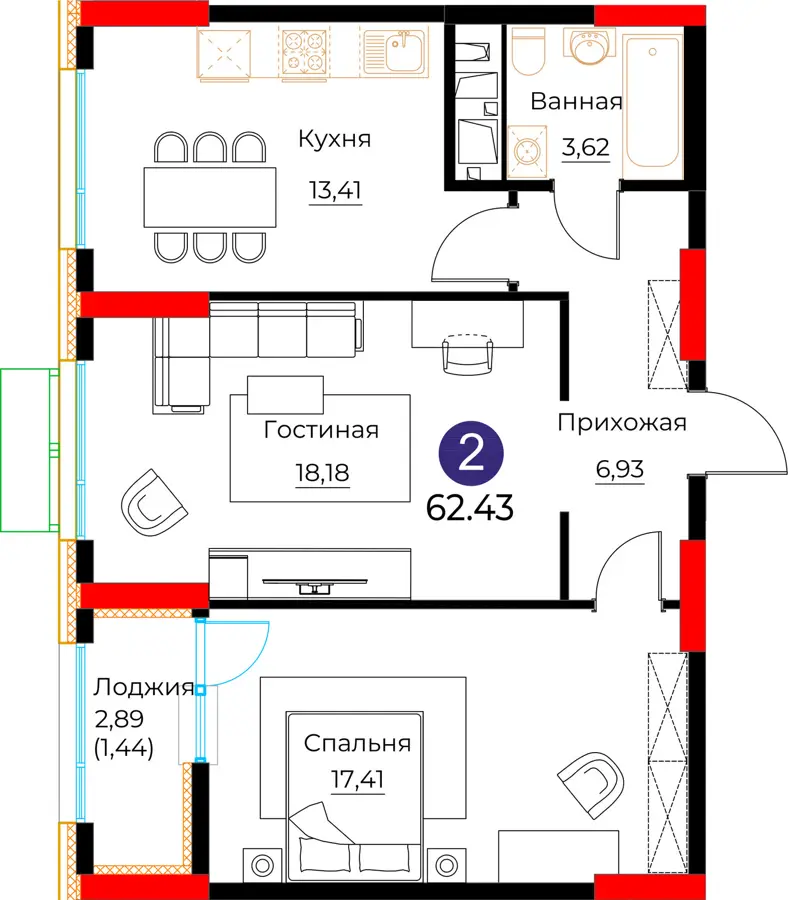 Ванная
3,62
Кухня
13,41
Гостиная
18,18
2
62.43
Прихожая
6,93
Лоджия
2,89
(1,44)
Спальня
17,41